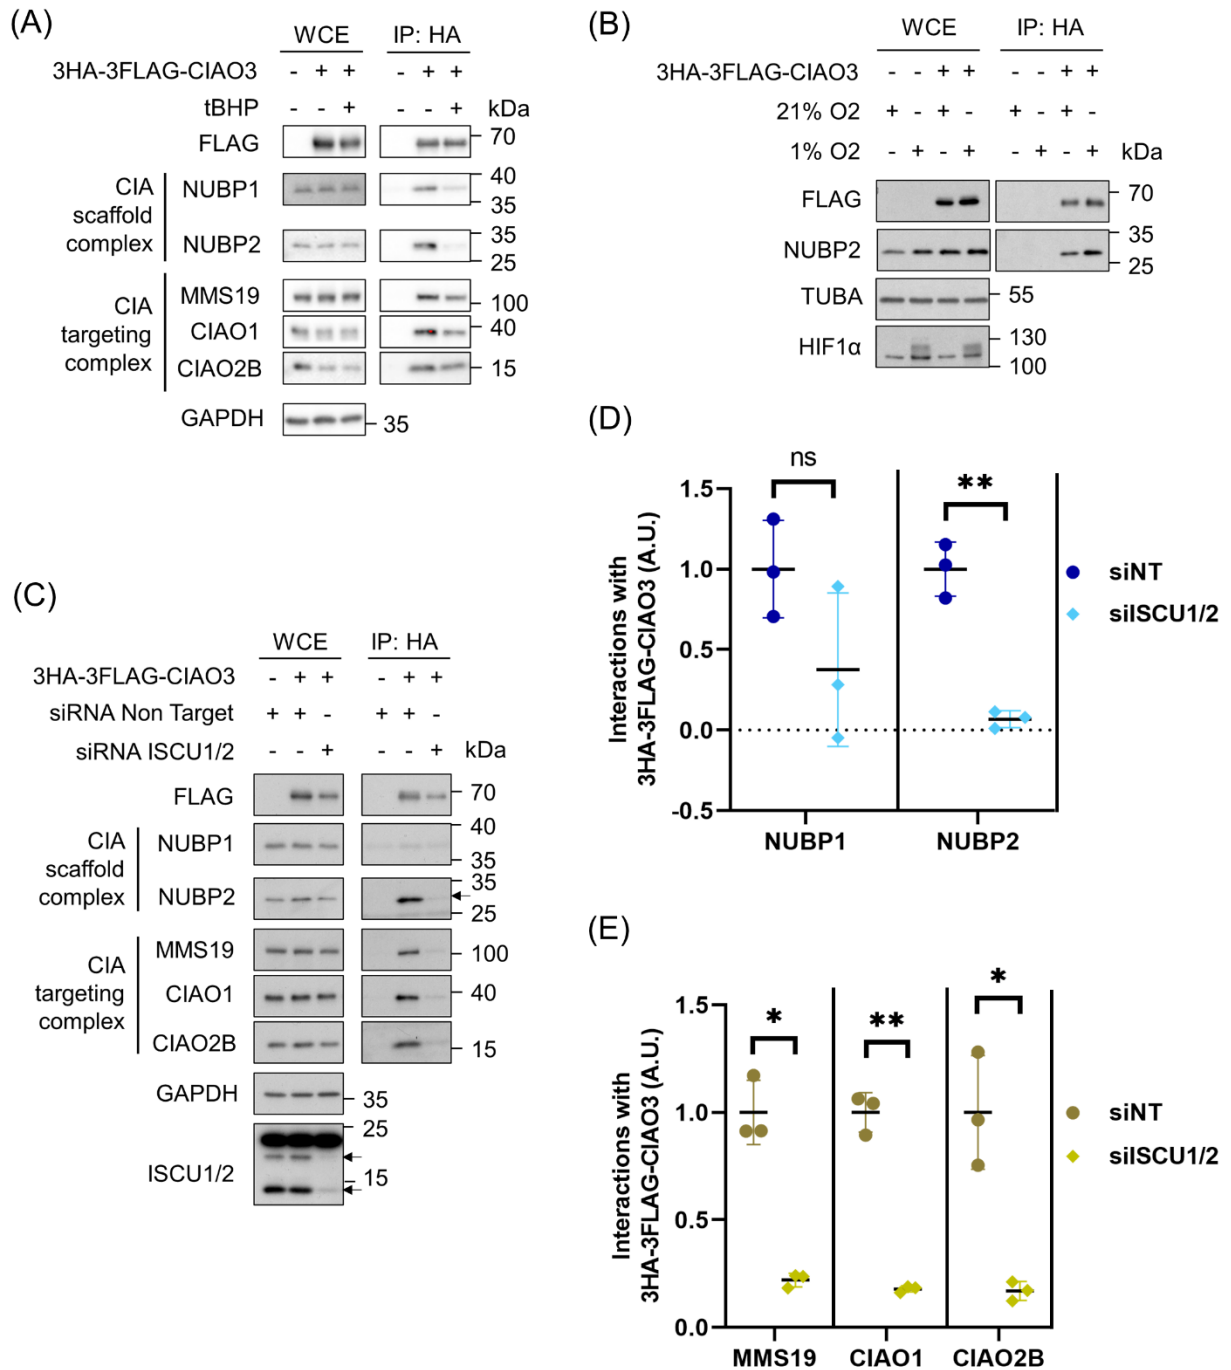 (A)
WCE IP: HA
3HA-3FLAG-CIAO3 - + + - + +
tBHP - - + - - + kDa
FLAG 70
CIA scaffold complex
NUBP1 40 35
NUBP2 35 25
CIA targeting complex
MMS19 100
CIAO1 40
CIAO2B 15
GAPDH 35
(B)
WCE IP: HA
3HA-3FLAG-CIAO3 - - + + - - + +
21% O2 + - + - + - + -
1% O2 - + - + - + - + kDa
FLAG 70
NUBP2 35 25
TUBA 55
HIF1α 130 100
(C)
WCE IP: HA
3HA-3FLAG-CIAO3 - + + - + +
siRNA Non Target + + - + + -
siRNA ISCU1/2 - - + - - + kDa
FLAG 70
CIA scaffold complex
NUBP1 40 35
NUBP2 35 25
CIA targeting complex
MMS19 100
CIAO1 40
CIAO2B 15
GAPDH 35
ISCU1/2 25 15
(D)
Interactions with
3HA-3FLAG-CIAO3 (A.U.)
1.5
1.0
0.5
0.0
-0.5
ns **
NUBP1 NUBP2
siNT
siISCU1/2
(E)
Interactions with
3HA-3FLAG-CIAO3 (A.U.)
1.5
1.0
0.5
0.0
* ** *
MMS19 CIAO1 CIAO2B
siNT
siISCU1/2